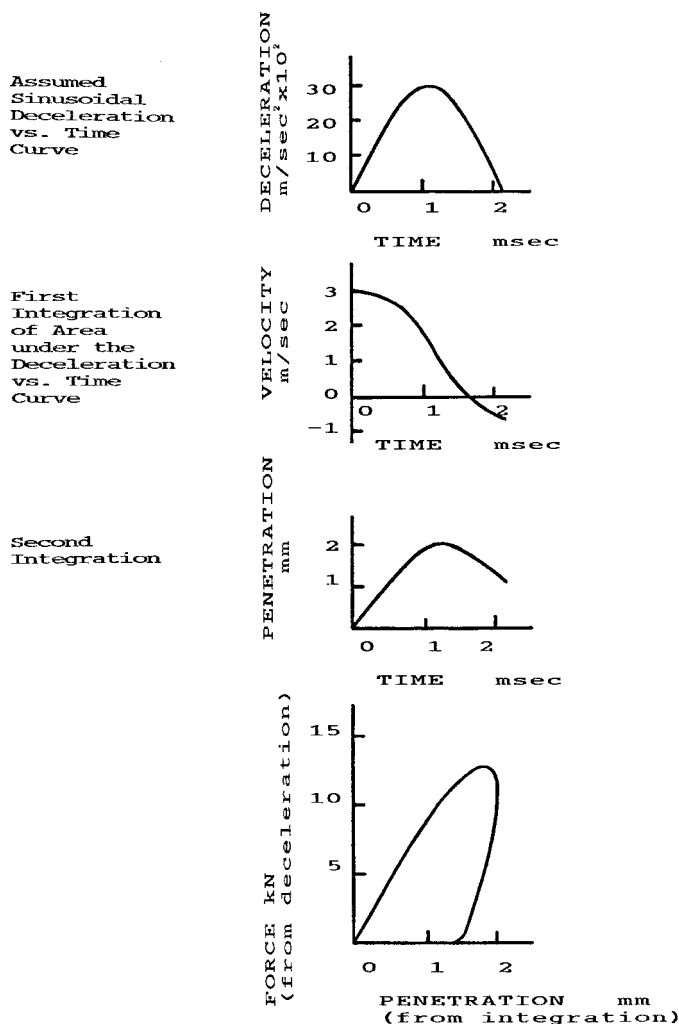 Assumed
Sinusoidal
Deceleration
vs. Time
Curve
DECELERATION
m/sec²x10²
30
20
10
0 1 2
TIME msec
First
Integration
of Area
under the
Deceleration
vs. Time
Curve
VELOCITY
m/sec
3
2
1
0
-1
0 1 2
TIME msec
Second
Integration
PENETRATION
mm
2
1
0 1 2
TIME msec
FORCE kN
(from deceleration)
15
10
5
0 1 2
PENETRATION mm
(from integration)